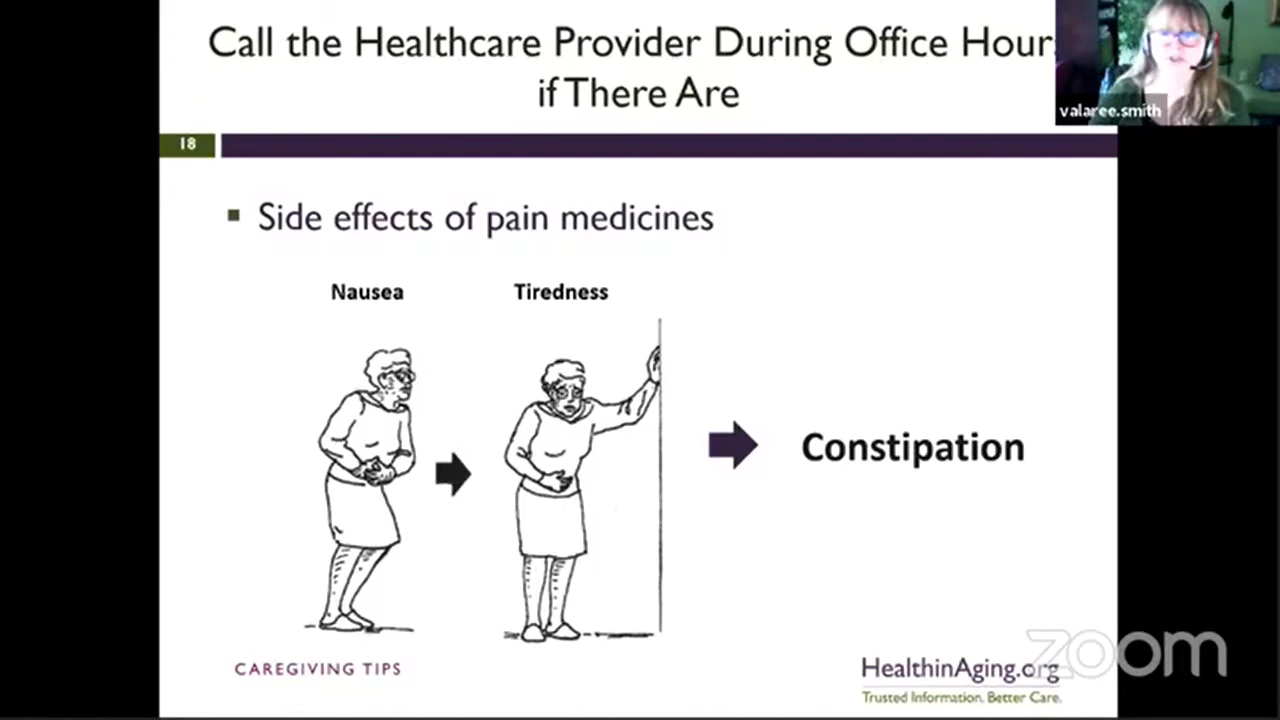 Call the Healthcare Provider During Office Hour
if There Are
valaree.smith
18
Side effects of pain medicines
Nausea
Tiredness
Constipation
CAREGIVING TIPS
HealthinAging.org
Trusted Information. Better Care.
zoom